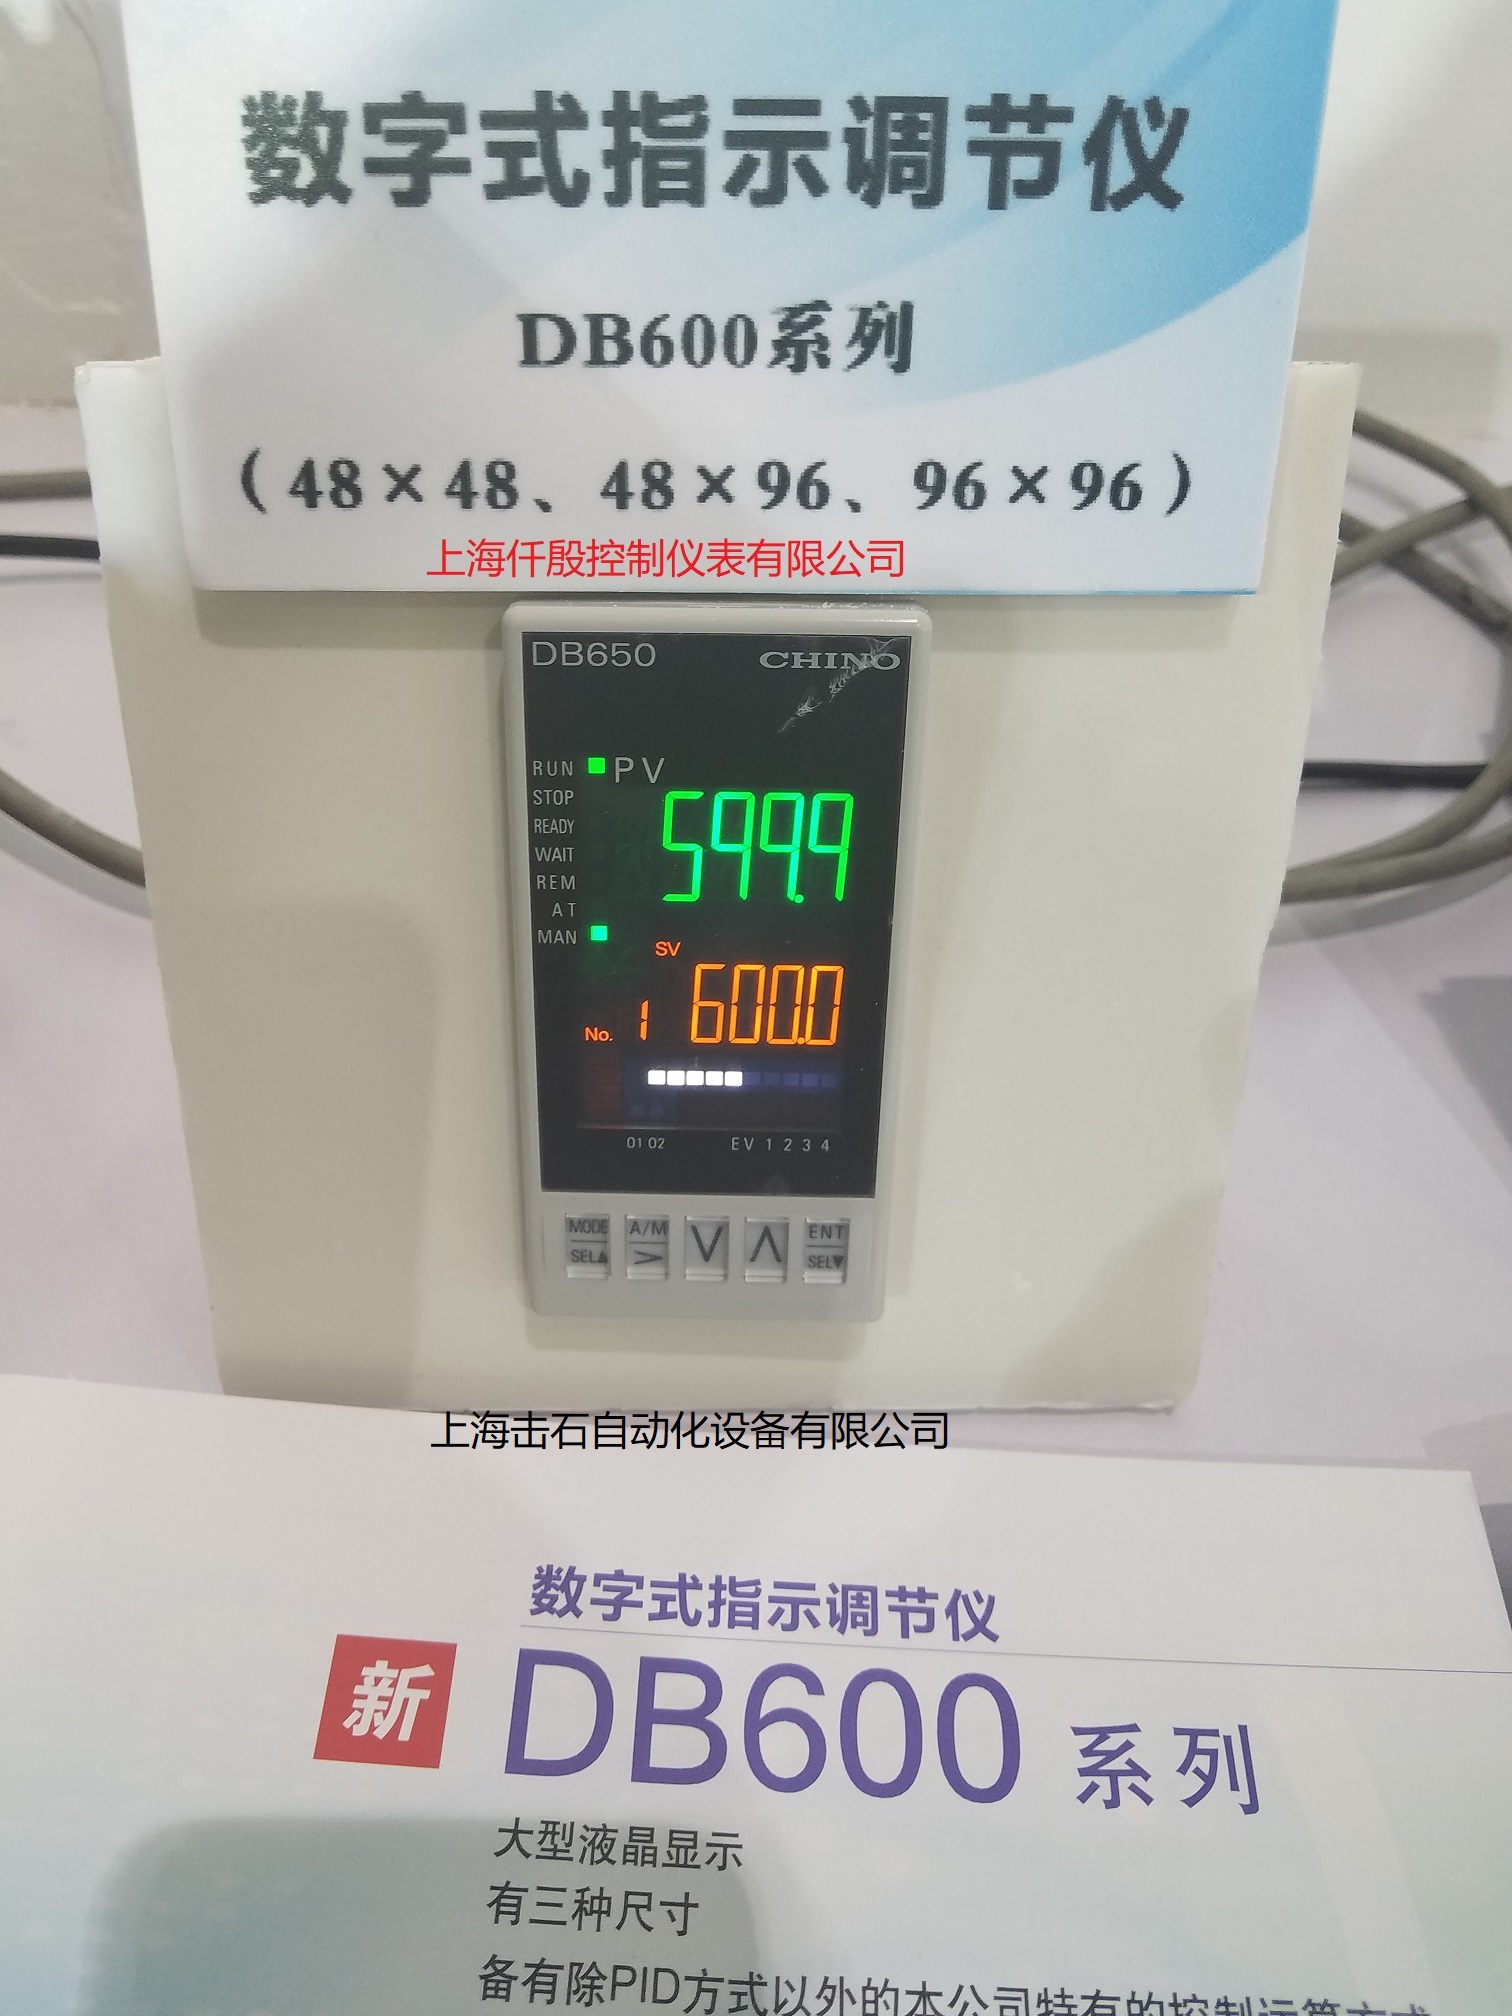 数字式指示调节仪
DB600系列
（48×48、48×96、96×96）
上海仟殷控制仪表有限公司
DB650 CHINO
RUN PV
599.9
STOP
READY
WAIT
REM
AT
MAN
SV
600.0
No. 1
01 02 EV 1 2 3 4
MODE A/M ∨ ∧ ENT
SEL▲ > SEL▼
上海击石自动化设备有限公司
数字式指示调节仪
新 DB600 系列
大型液晶显示
有三种尺寸
备有除PID方式以外的本公司特有的控制运算方式